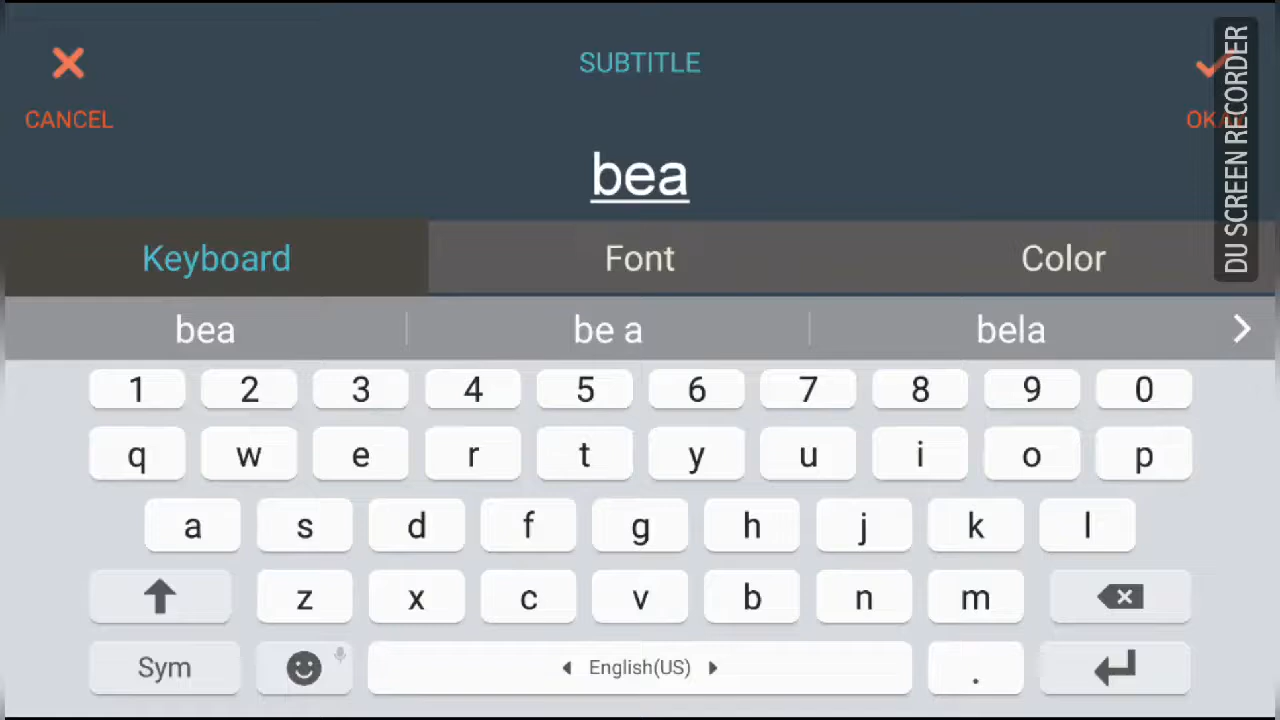 SUBTITLE
CANCEL
OKAY
DU SCREEN RECORDER
bea
Keyboard Font Color
bea be a bela
1 2 3 4 5 6 7 8 9 0
q w e r t y u i o p
a s d f g h j k l
z x c v b n m
Sym English(US) .